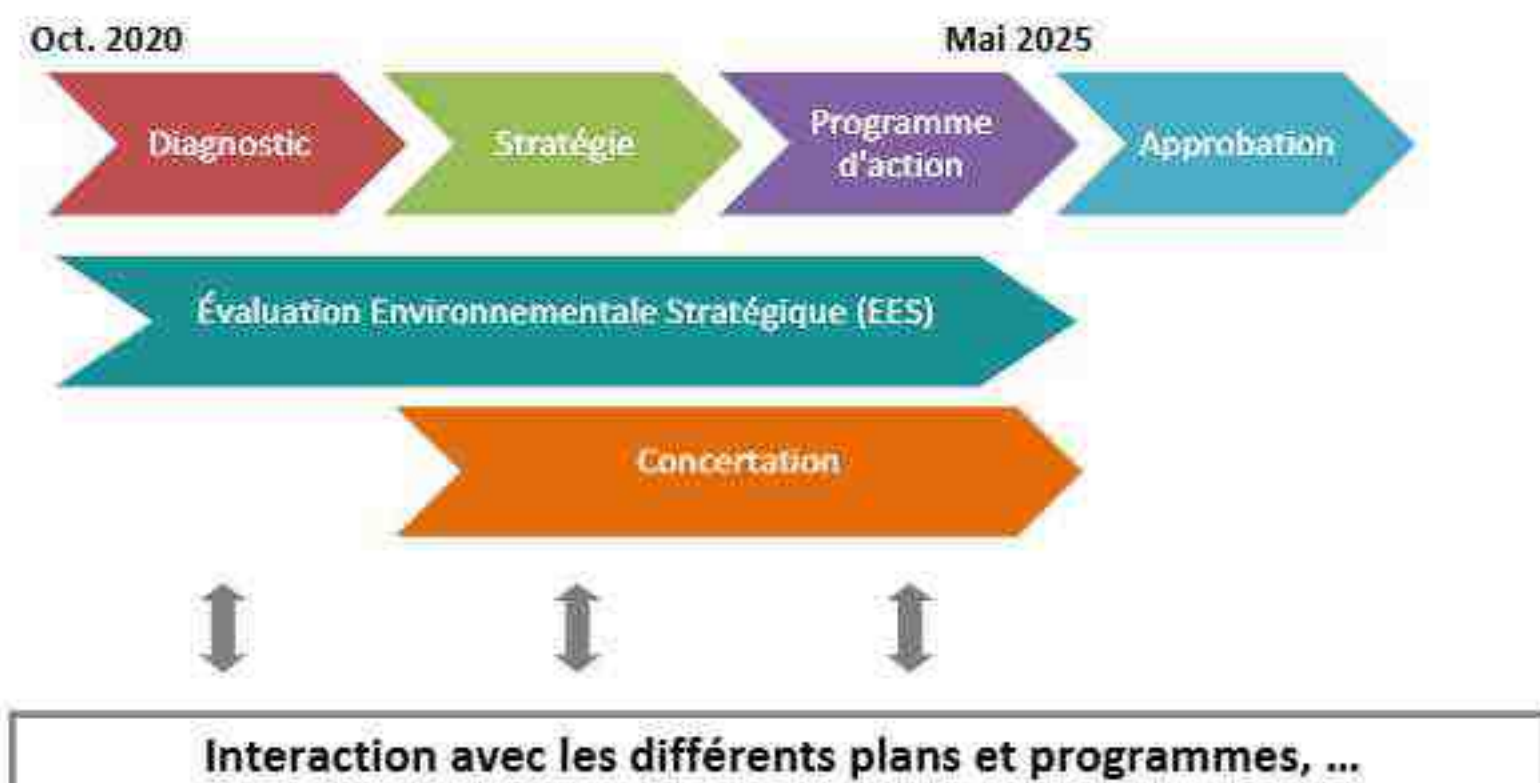 Oct. 2020
Mai 2025
Diagnostic
Stratégie
Programme
d'action
Approbation
Évaluation Environnementale Stratégique (EES)
Concertation
Interaction avec les différents plans et programmes, ...